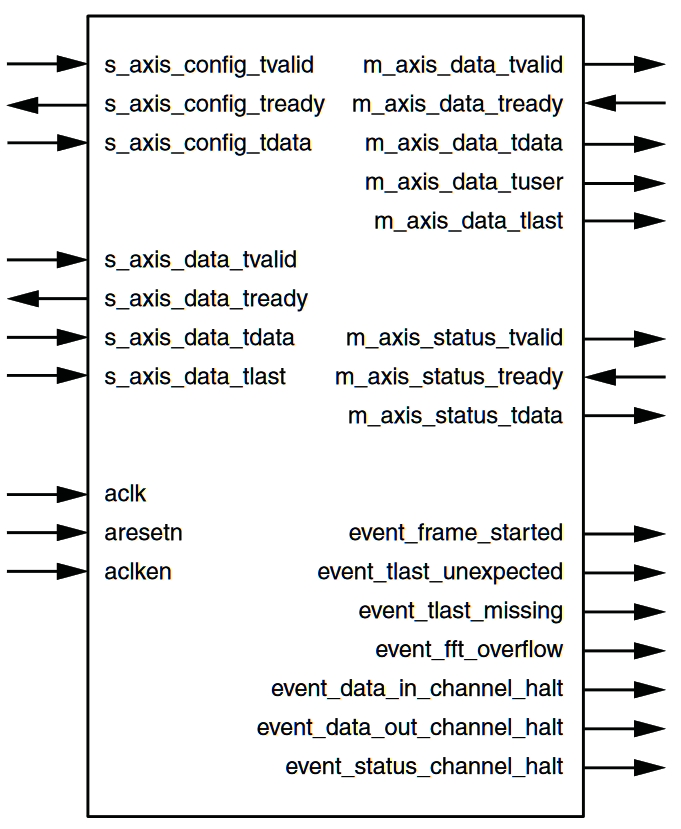 s_axis_config_tvalid
s_axis_config_tready
s_axis_config_tdata
s_axis_data_tvalid
s_axis_data_tready
s_axis_data_tdata
s_axis_data_tlast
aclk
aresetn
aclken
m_axis_data_tvalid
m_axis_data_tready
m_axis_data_tdata
m_axis_data_tuser
m_axis_data_tlast
m_axis_status_tvalid
m_axis_status_tready
m_axis_status_tdata
event_frame_started
event_tlast_unexpected
event_tlast_missing
event_fft_overflow
event_data_in_channel_halt
event_data_out_channel_halt
event_status_channel_halt